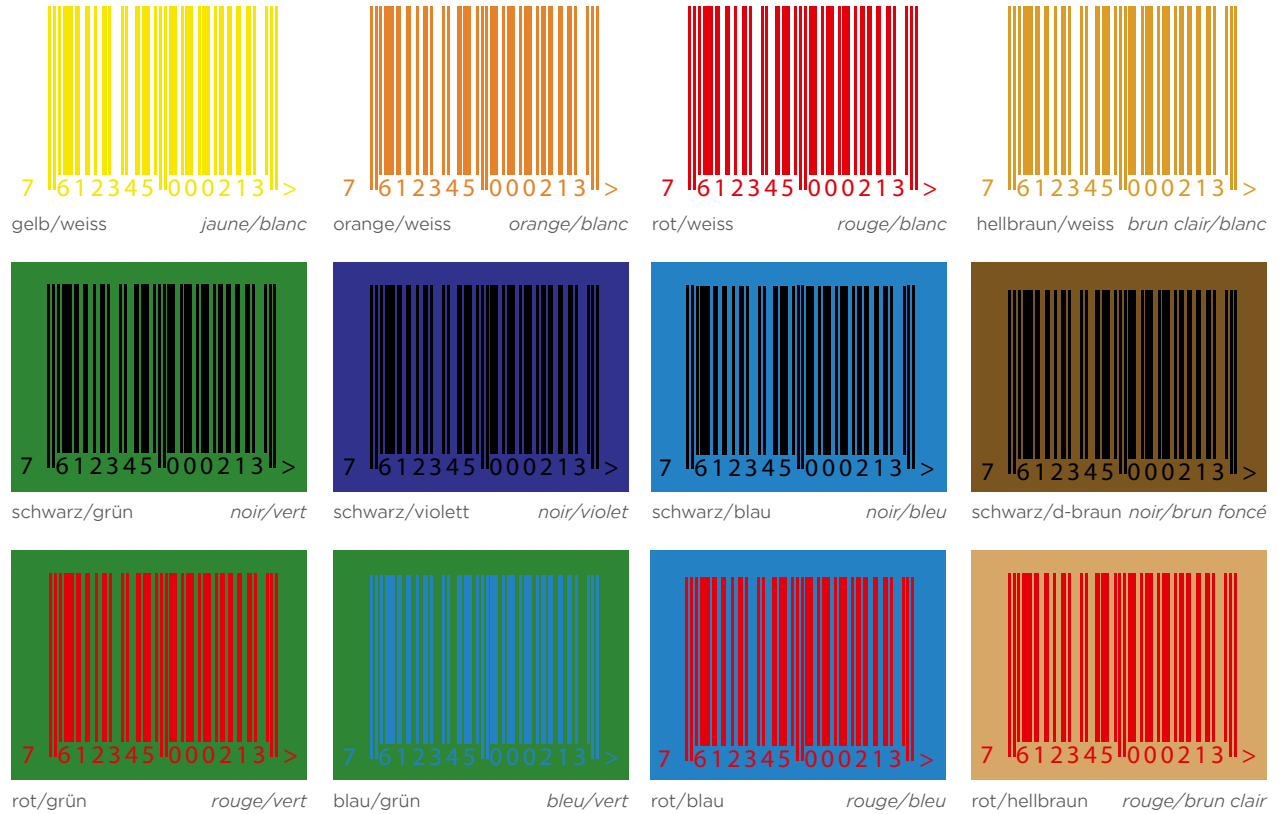 7 612345 000213 > 7 612345 000213 > 7 612345 000213 > 7 612345 000213 >
gelb/weiss jaune/blanc orange/weiss orange/blanc rot/weiss rouge/blanc hellbraun/weiss brun clair/blanc
7 612345 000213 > 7 612345 000213 > 7 612345 000213 > 7 612345 000213 >
schwarz/grün noir/vert schwarz/violett noir/violet schwarz/blau noir/bleu schwarz/d-braun noir/brun foncé
7 612345 000213 > 7 612345 000213 > 7 612345 000213 > 7 612345 000213 >
rot/grün rouge/vert blau/grün bleu/vert rot/blau rouge/bleu rot/hellbraun rouge/brun clair